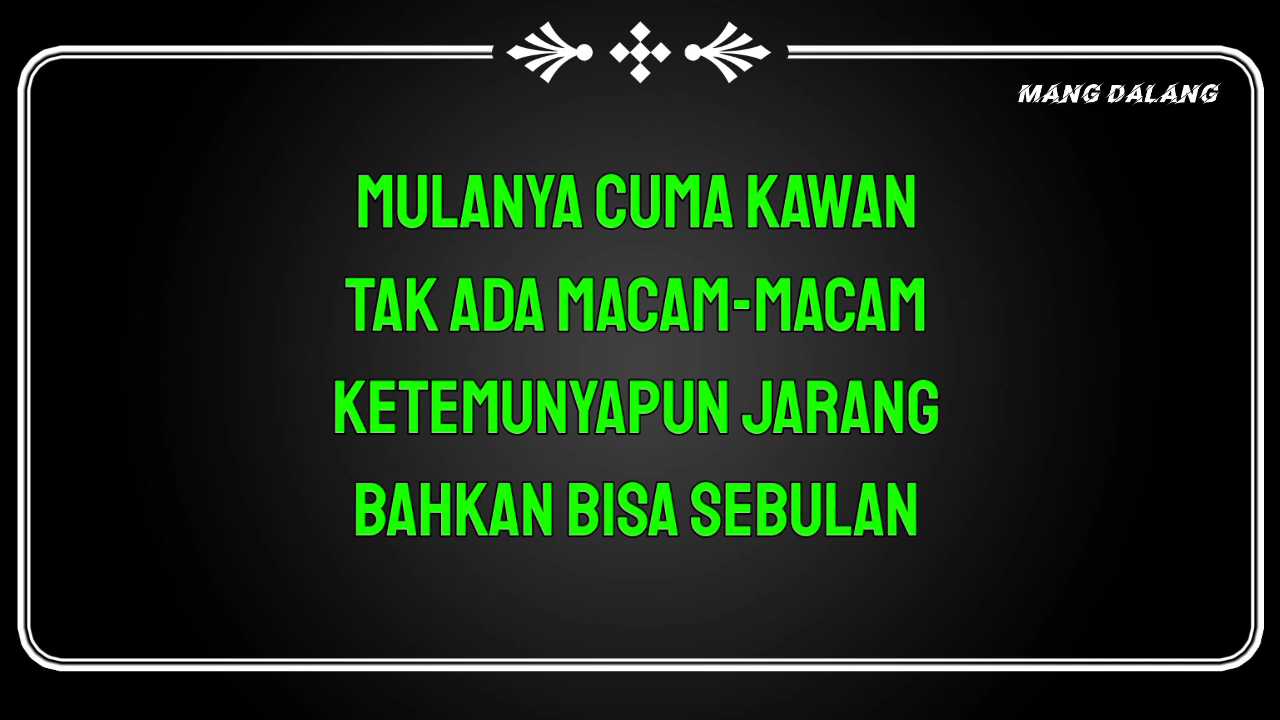 MANG DALANG
MULANYA CUMA KAWAN
TAK ADA MACAM-MACAM
KETEMUNYAPUN JARANG
BAHKAN BISA SEBULAN